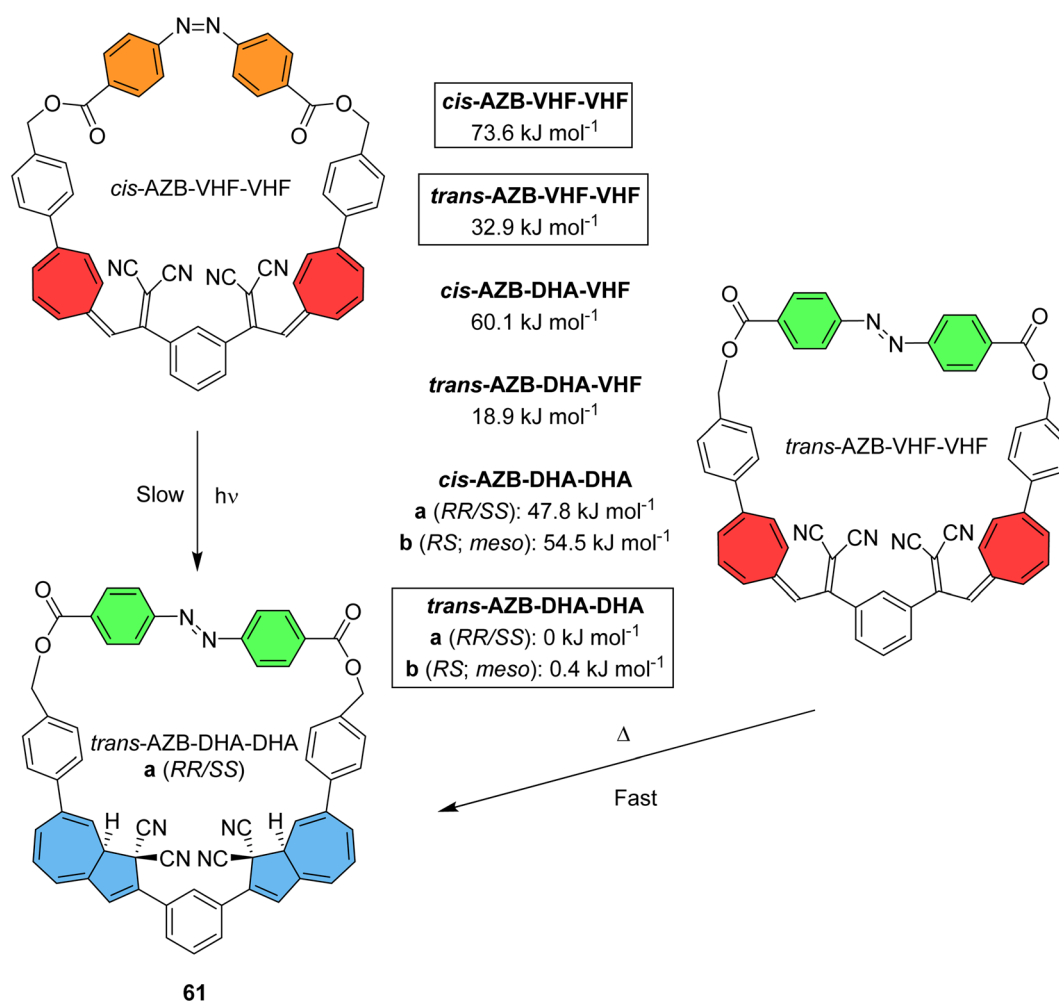 N=N
O
O
O
O
cis-AZB-VHF-VHF
NC
CN
NC
CN
cis-AZB-VHF-VHF
73.6 kJ mol-1
trans-AZB-VHF-VHF
32.9 kJ mol-1
cis-AZB-DHA-VHF
60.1 kJ mol-1
trans-AZB-DHA-VHF
18.9 kJ mol-1
cis-AZB-DHA-DHA
a (RR/SS): 47.8 kJ mol-1
b (RS; meso): 54.5 kJ mol-1
trans-AZB-DHA-DHA
a (RR/SS): 0 kJ mol-1
b (RS; meso): 0.4 kJ mol-1
O
N
N
O
O
O
trans-AZB-VHF-VHF
NC
CN
NC
CN
Slow
hν
Δ
Fast
O
N
N
O
O
O
trans-AZB-DHA-DHA
a (RR/SS)
H
CN
CN
NC
NC
H
61